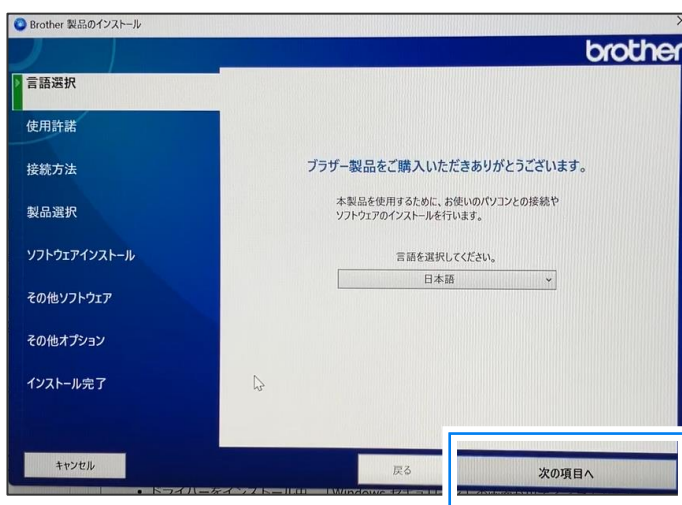 Brother 製品のインストール
brother
言語選択
使用許諾
接続方法
製品選択
ソフトウェアインストール
その他ソフトウェア
その他オプション
インストール完了
ブラザー製品をご購入いただきありがとうございます。
本製品を使用するために、お使いのパソコンとの接続や
ソフトウェアのインストールを行います。
言語を選択してください。
日本語
キャンセル
戻る
次の項目へ